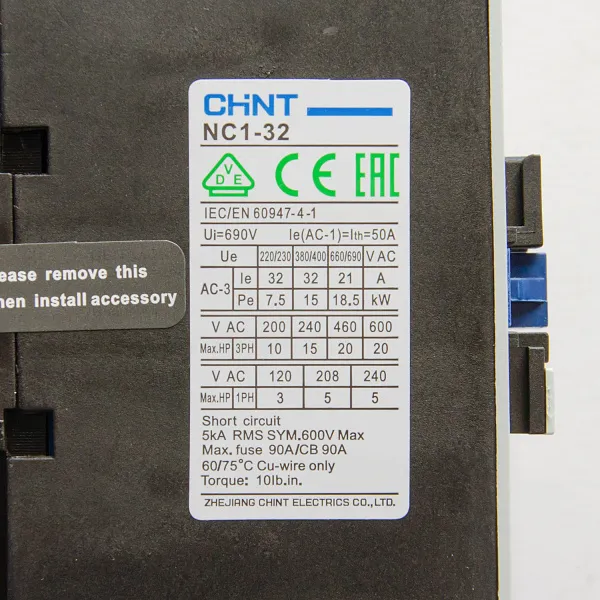 CHINT
NC1-32
VDE CE EAC
IEC/EN 60947-4-1
Ui=690V Ie(AC-1)=Ith=50A
Ue 220/230 380/400 660/690 V AC
AC-3 Ie 32 32 21 A
Pe 7.5 15 18.5 kW
V AC 200 240 460 600
Max.HP 3PH 10 15 20 20
V AC 120 208 240
Max.HP 1PH 3 5 5
Short circuit
5kA RMS SYM.600V Max
Max. fuse 90A/CB 90A
60/75°C Cu-wire only
Torque: 10lb.in.
ZHEJIANG CHINT ELECTRICS CO.,LTD.
ease remove this
hen install accessory